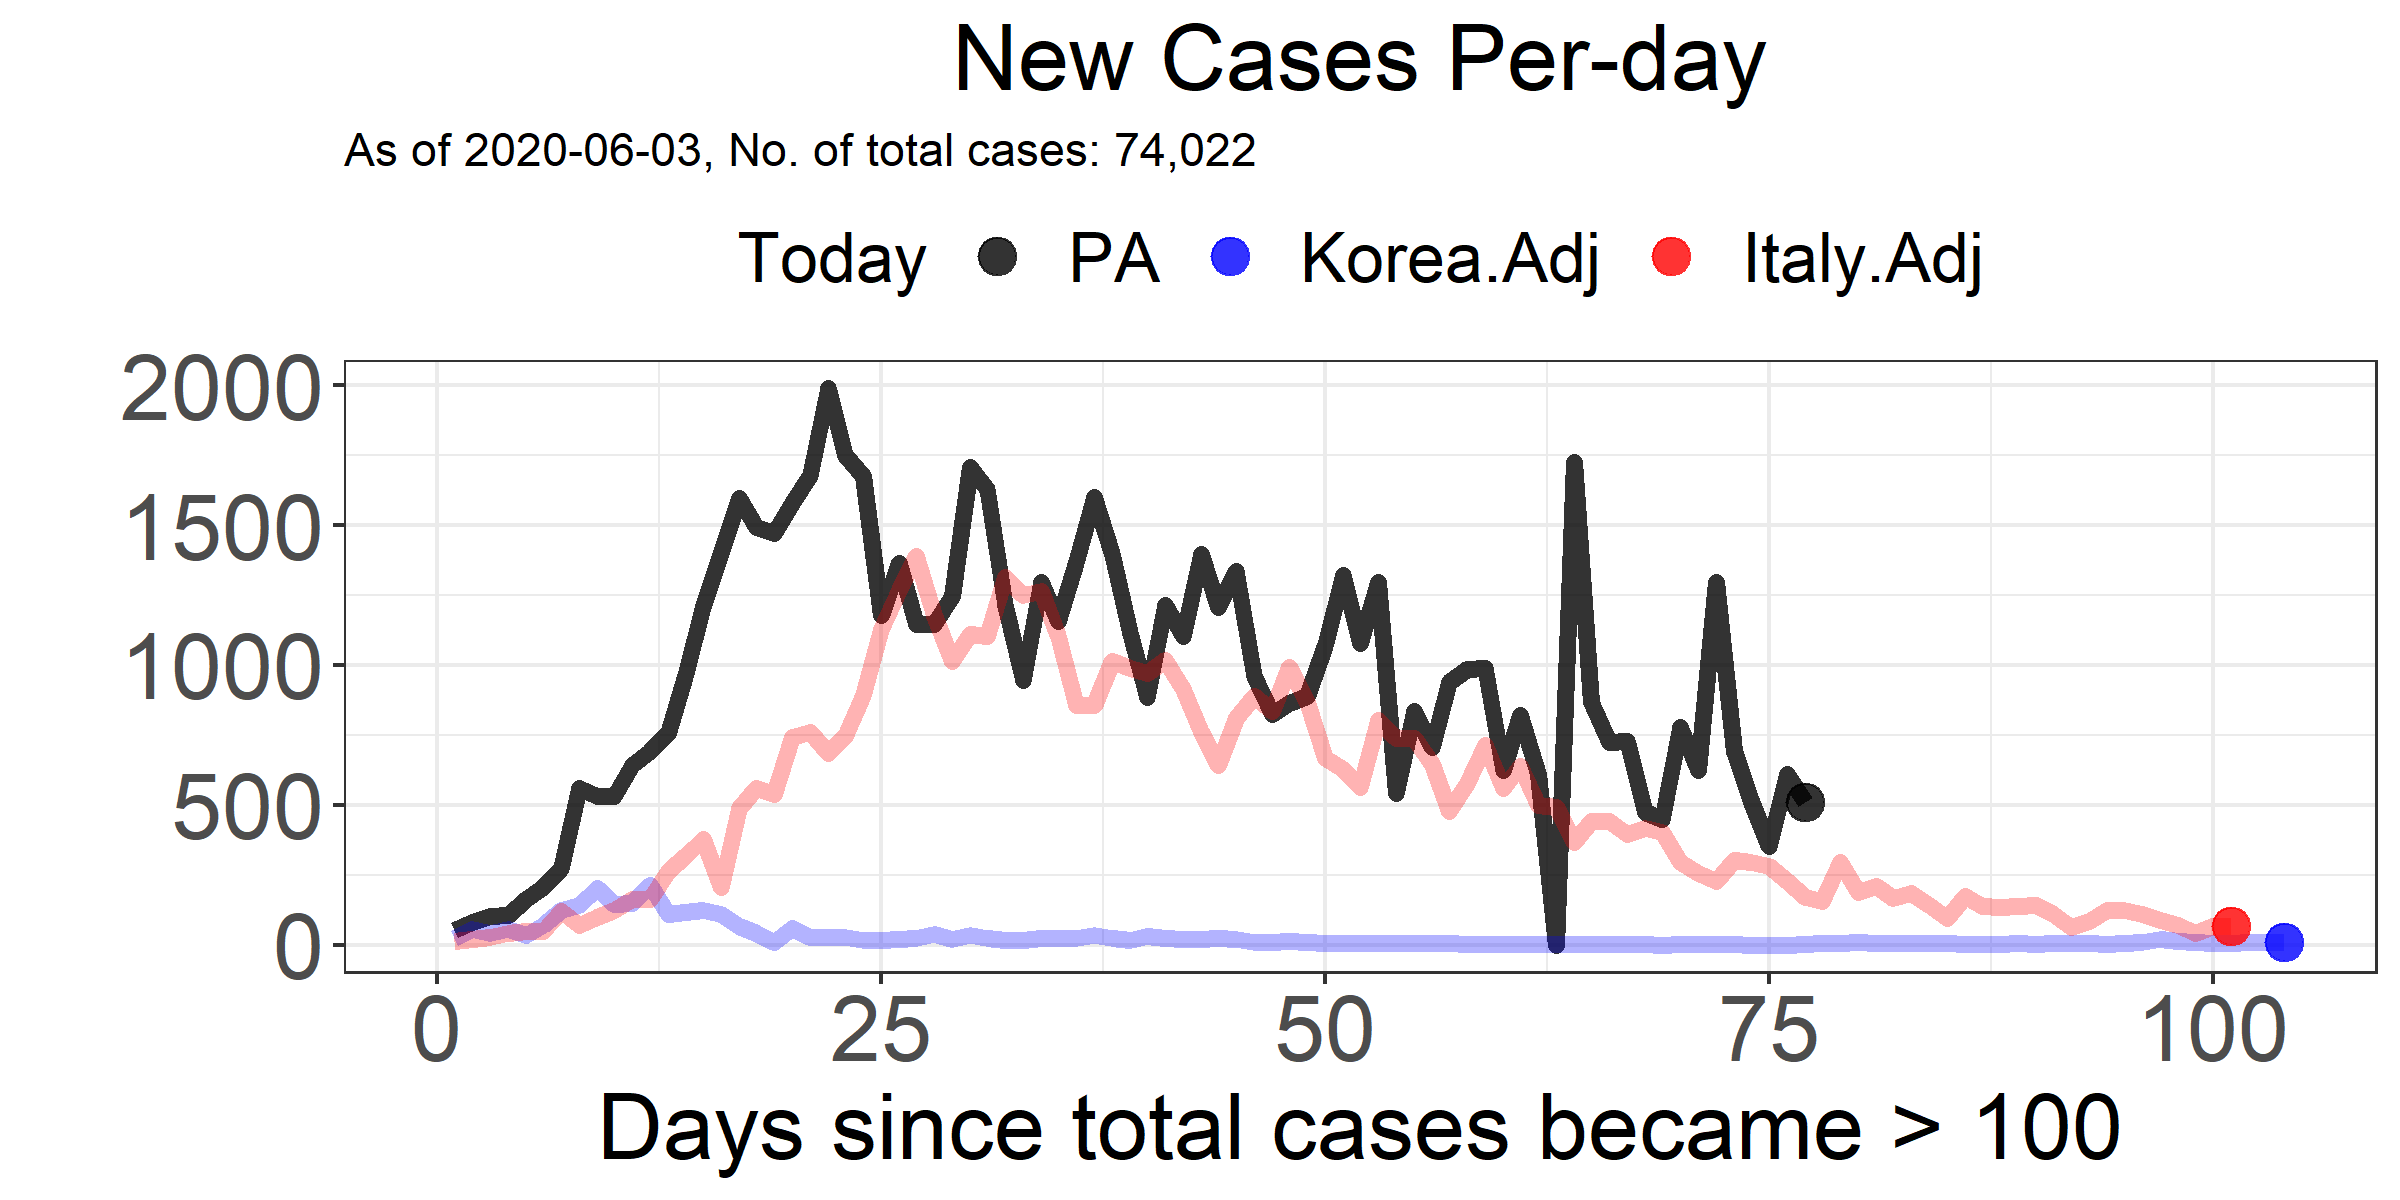 New Cases Per-day
As of 2020-06-03, No. of total cases: 74,022
Today PA Korea.Adj Italy.Adj
2000
1500
1000
500
0
0 25 50 75 100
Days since total cases became > 100